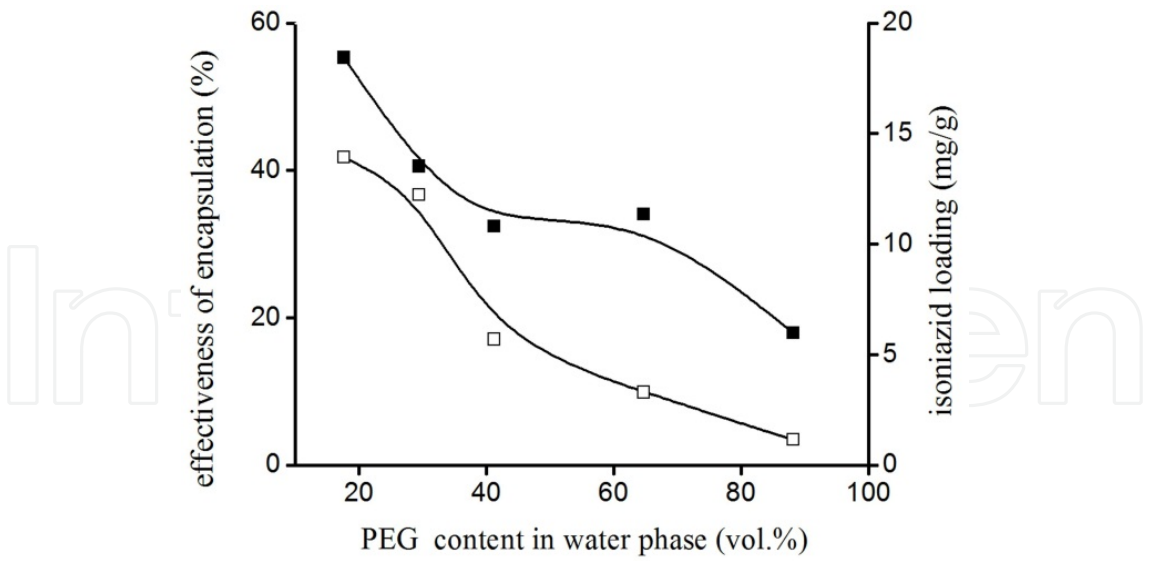 effectiveness of encapsulation (%)
60
40
20
0
20
15
10
5
0
isoniazid loading (mg/g)
20 40 60 80 100
PEG content in water phase (vol.%)